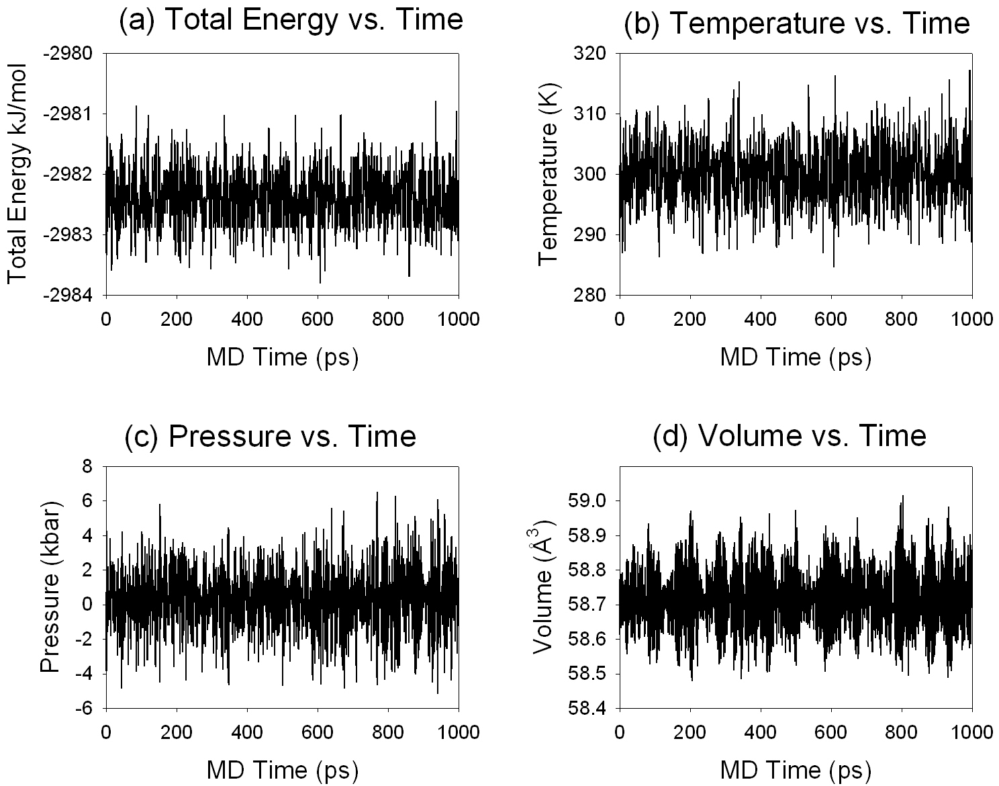 (a) Total Energy vs. Time
-2980
-2981
-2982
-2983
-2984
Total Energy kJ/mol
0 200 400 600 800 1000
MD Time (ps)
(b) Temperature vs. Time
320
310
300
290
280
Temperature (K)
0 200 400 600 800 1000
MD Time (ps)
(c) Pressure vs. Time
8
6
4
2
0
-2
-4
-6
Pressure (kbar)
0 200 400 600 800 1000
MD Time (ps)
(d) Volume vs. Time
59.0
58.9
58.8
58.7
58.6
58.5
58.4
Volume (Å³)
0 200 400 600 800 1000
MD Time (ps)